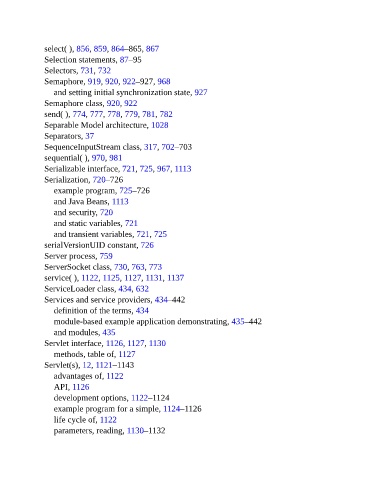 select( ), 856, 859, 864–865, 867
Selection statements, 87–95
Selectors, 731, 732
Semaphore, 919, 920, 922–927, 968
and setting initial synchronization state, 927
Semaphore class, 920, 922
send( ), 774, 777, 778, 779, 781, 782
Separable Model architecture, 1028
Separators, 37
SequenceInputStream class, 317, 702–703
sequential( ), 970, 981
Serializable interface, 721, 725, 967, 1113
Serialization, 720–726
example program, 725–726
and Java Beans, 1113
and security, 720
and static variables, 721
and transient variables, 721, 725
serialVersionUID constant, 726
Server process, 759
ServerSocket class, 730, 763, 773
service( ), 1122, 1125, 1127, 1131, 1137
ServiceLoader class, 434, 632
Services and service providers, 434–442
definition of the terms, 434
module-based example application demonstrating, 435–442
and modules, 435
Servlet interface, 1126, 1127, 1130
methods, table of, 1127
Servlet(s), 12, 1121–1143
advantages of, 1122
API, 1126
development options, 1122–1124
example program for a simple, 1124–1126
life cycle of, 1122
parameters, reading, 1130–1132